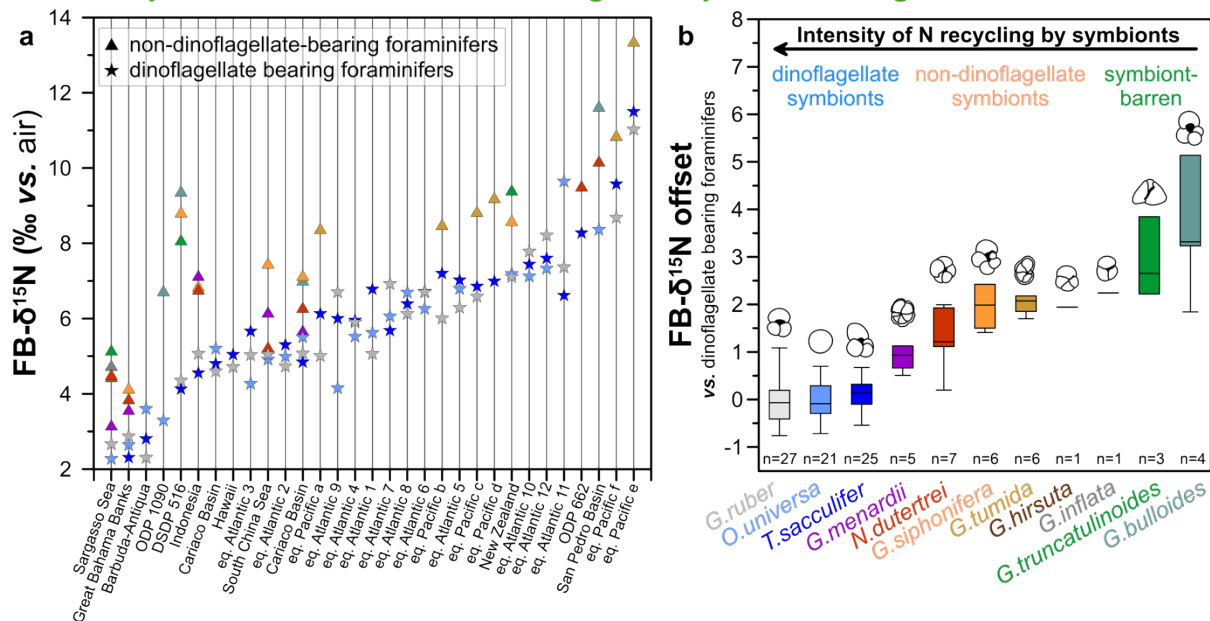 a
non-dinoflagellate-bearing foraminifers
dinoflagellate bearing foraminifers
FB-δ¹⁵N (‰ vs. air)
14
12
10
8
6
4
2
Sargasso Sea
Great Bahama Banks
Barbuda-Antiqua
ODP 1090
DSDP 516
Indonesia
Cariaco Basin
Hawaii
eq. Atlantic 3
South China Sea
eq. Atlantic 2
Cariaco Basin
eq. Pacific a
eq. Atlantic 9
eq. Atlantic 4
eq. Atlantic 1
eq. Atlantic 7
eq. Atlantic 8
eq. Atlantic 6
eq. Pacific b
eq. Atlantic 5
eq. Pacific c
eq. Pacific d
New Zealand
eq. Atlantic 10
eq. Atlantic 12
eq. Atlantic 11
ODP 662
San Pedro Basin
eq. Pacific f
eq. Pacific e
b
Intensity of N recycling by symbionts
dinoflagellate
symbionts
non-dinoflagellate
symbionts
symbiont-
barren
FB-δ¹⁵N offset
vs. dinoflagellate bearing foraminifers
8
7
6
5
4
3
2
1
0
-1
n=27 n=21 n=25 n=5 n=7 n=6 n=6 n=1 n=1 n=3 n=4
G.ruber
O.universa
T.sacculifer
G.menardii
N.dutertrei
G.siphonifera
G.tumida
G.hirsuta
G.inflata
G.truncatulinoides
G.bulloides